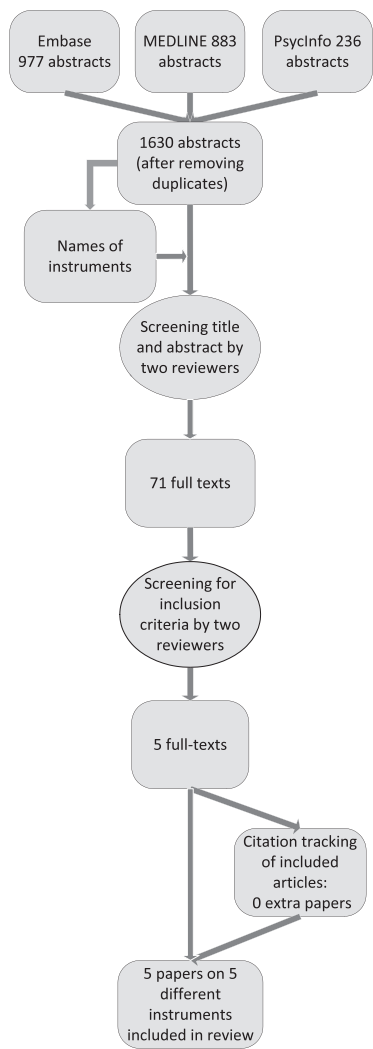 Embase
977 abstracts
MEDLINE 883
abstracts
PsycInfo 236
abstracts
1630 abstracts
(after removing
duplicates)
Names of
instruments
Screening title
and abstract by
two reviewers
71 full texts
Screening for
inclusion
criteria by two
reviewers
5 full-texts
Citation tracking
of included
articles:
0 extra papers
5 papers on 5
different
instruments
included in review